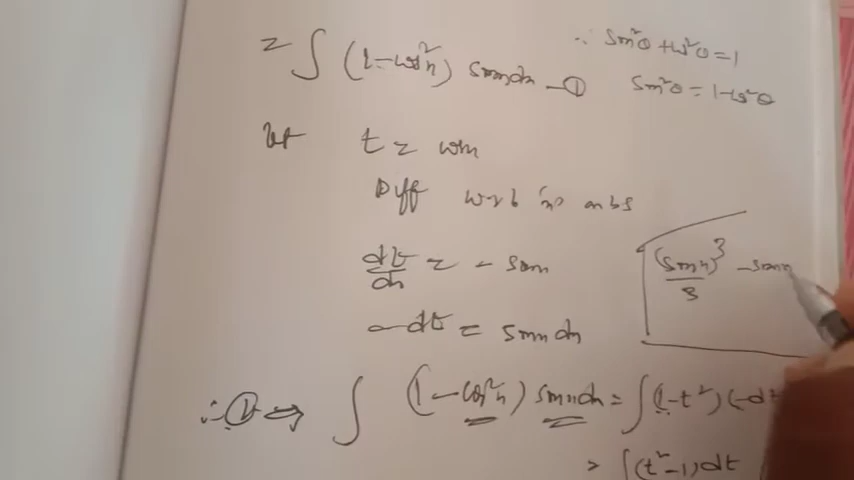 = ∫ (1-cos²x) sinx dx -①
∵ sin²θ + cos²θ = 1
sin²θ = 1-cos²θ
let t = cosx
Diff w.r.t 'x' on b.s
dt/dx = - sinx
-dt = sinx dx
(sinx)³/3 - sinx
∴ ① ⇔ ∫ (1-cos²x) sinx dx = ∫(1-t²)(-dt
= ∫(t²-1)dt